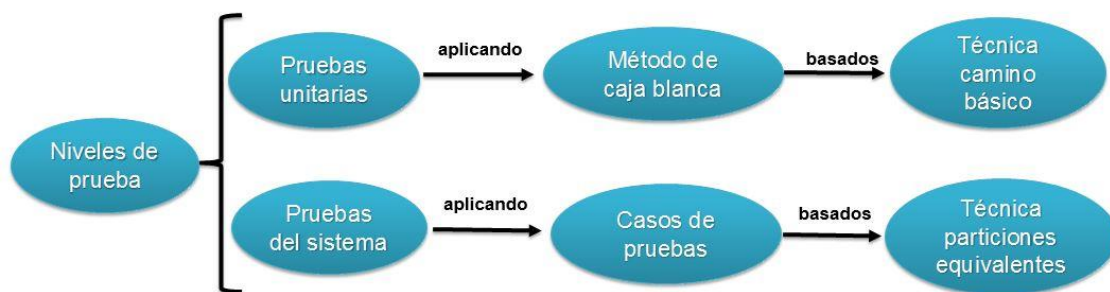 Niveles de
prueba
Pruebas
unitarias
aplicando
Método de
caja blanca
basados
Técnica
camino
básico
Pruebas
del sistema
aplicando
Casos de
pruebas
basados
Técnica
particiones
equivalentes